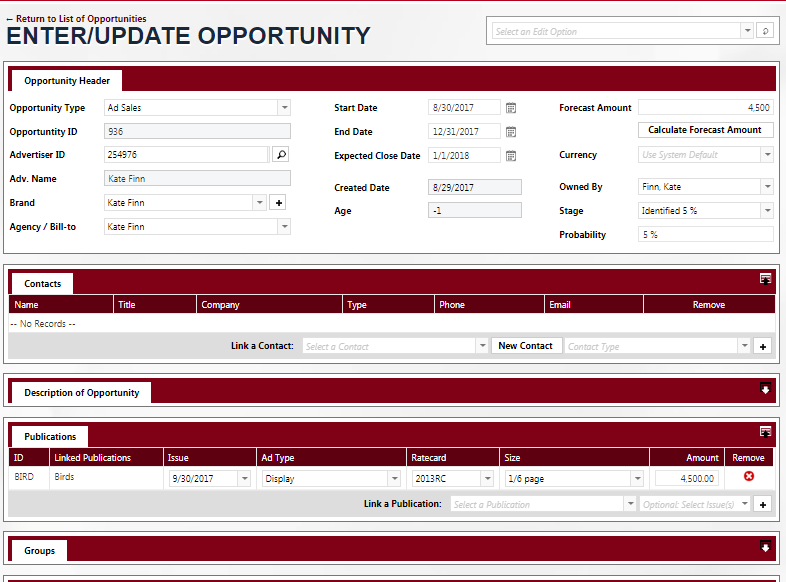 ← Return to List of Opportunities
ENTER/UPDATE OPPORTUNITY
Select an Edit Option
Opportunity Header
Opportunity Type Ad Sales Start Date 8/30/2017 Forecast Amount 4,500
Opportuntity ID 936 End Date 12/31/2017 Calculate Forecast Amount
Advertiser ID 254976 Expected Close Date 1/1/2018 Currency Use System Default
Adv. Name Kate Finn Created Date 8/29/2017 Owned By Finn, Kate
Brand Kate Finn + Age -1 Stage Identified 5 %
Agency / Bill-to Kate Finn Probability 5 %
Contacts
Name Title Company Type Phone Email Remove
-- No Records --
Link a Contact: Select a Contact New Contact Contact Type +
Description of Opportunity
Publications
ID Linked Publications Issue Ad Type Ratecard Size Amount Remove
BIRD Birds 9/30/2017 Display 2013RC 1/6 page 4,500.00
Link a Publication: Select a Publication Optional: Select Issue(s) +
Groups